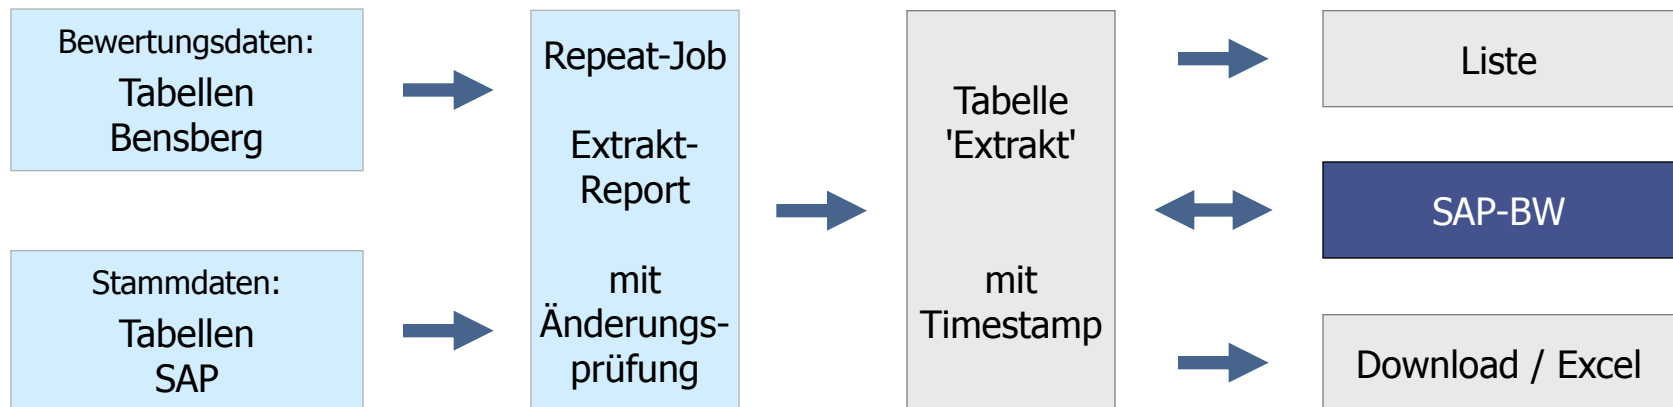 Bewertungsdaten:
Tabellen
Bensberg
Stammdaten:
Tabellen
SAP
Repeat-Job
Extrakt-
Report
mit
Änderungs-
prüfung
Tabelle
'Extrakt'
mit
Timestamp
Liste
SAP-BW
Download / Excel